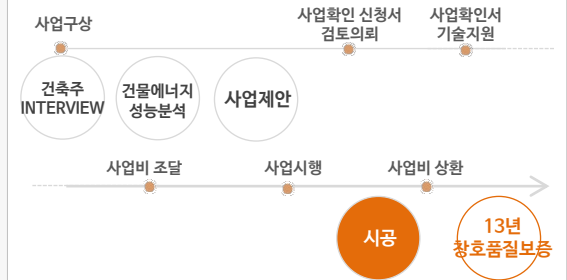 사업구상
사업확인 신청서
검토의뢰
사업확인서
기술지원
건축주
INTERVIEW
건물에너지
성능분석
사업제안
사업비 조달
사업시행
사업비 상환
시공
13년
창호품질보증